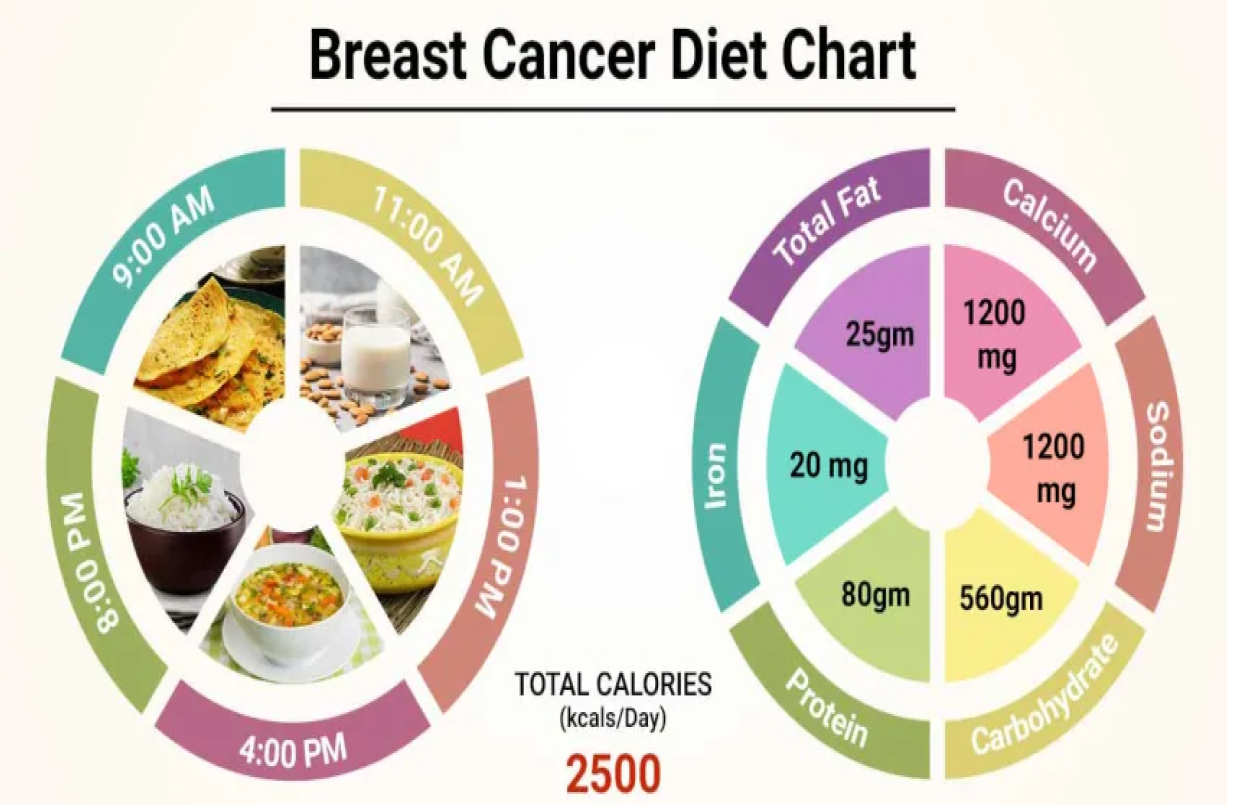 Breast Cancer Diet Chart
9:00 AM
11:00 AM
1:00 PM
4:00 PM
8:00 PM
TOTAL CALORIES
(kcals/Day)
2500
Total Fat
25gm
Calcium
1200
mg
Sodium
1200
mg
Carbohydrate
560gm
Protein
80gm
Iron
20 mg